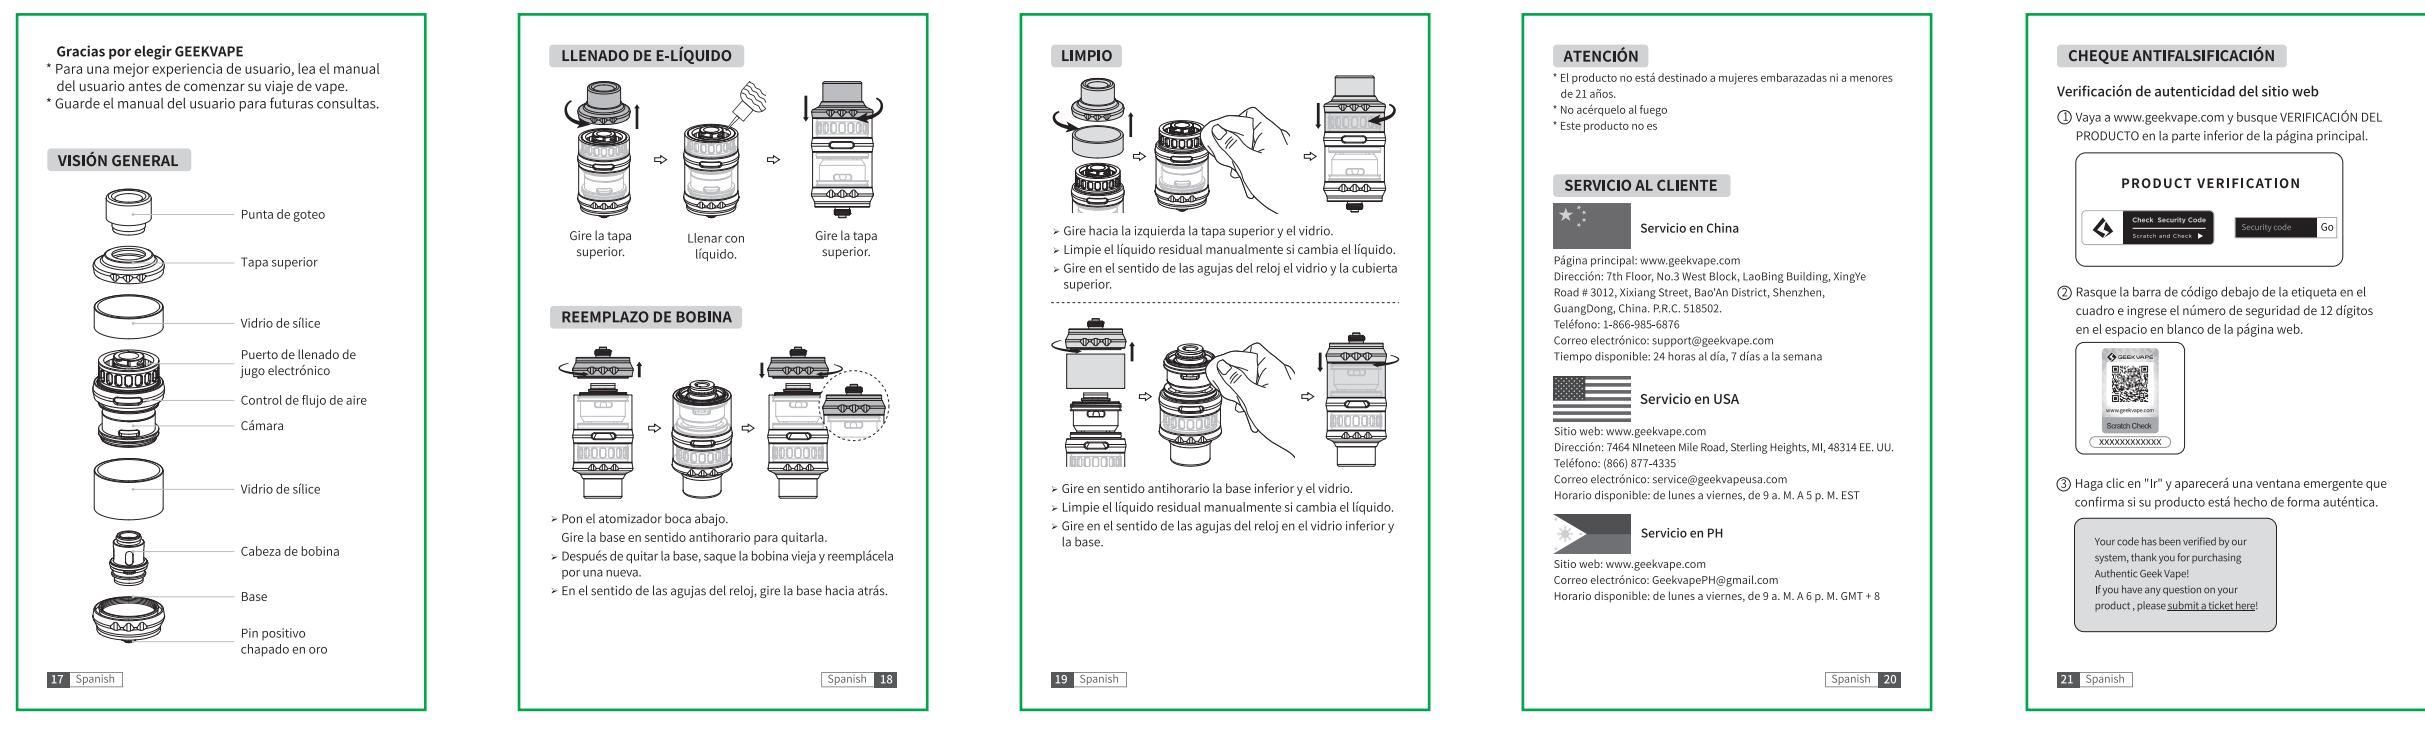 Gracias por elegir GEEKVAPE
* Para una mejor experiencia de usuario, lea el manual
del usuario antes de comenzar su viaje de vape.
* Guarde el manual del usuario para futuras consultas.
VISIÓN GENERAL
Punta de goteo
Tapa superior
Vidrio de sílice
Puerto de llenado de
jugo electrónico
Control de flujo de aire
Cámara
Vidrio de sílice
Cabeza de bobina
Base
Pin positivo
chapado en oro
17 Spanish
LLENADO DE E-LÍQUIDO
Gire la tapa
superior.
Llenar con
líquido.
Gire la tapa
superior.
REEMPLAZO DE BOBINA
➢ Pon el atomizador boca abajo.
Gire la base en sentido antihorario para quitarla.
➢ Después de quitar la base, saque la bobina vieja y reemplácela
por una nueva.
➢ En el sentido de las agujas del reloj, gire la base hacia atrás.
Spanish 18
LIMPIO
➢ Gire hacia la izquierda la tapa superior y el vidrio.
➢ Limpie el líquido residual manualmente si cambia el líquido.
➢ Gire en el sentido de las agujas del reloj el vidrio y la cubierta
superior.
➢ Gire en sentido antihorario la base inferior y el vidrio.
➢ Limpie el líquido residual manualmente si cambia el líquido.
➢ Gire en el sentido de las agujas del reloj en el vidrio inferior y
la base.
19 Spanish
ATENCIÓN
* El producto no está destinado a mujeres embarazadas ni a menores
de 21 años.
* No acérquelo al fuego
* Este producto no es
SERVICIO AL CLIENTE
Servicio en China
Página principal: www.geekvape.com
Dirección: 7th Floor, No.3 West Block, LaoBing Building, XingYe
Road # 3012, Xixiang Street, Bao'An District, Shenzhen,
GuangDong, China. P.R.C. 518502.
Teléfono: 1-866-985-6876
Correo electrónico: support@geekvape.com
Tiempo disponible: 24 horas al día, 7 días a la semana
Servicio en USA
Sitio web: www.geekvape.com
Dirección: 7464 NIneteen Mile Road, Sterling Heights, MI, 48314 EE. UU.
Teléfono: (866) 877-4335
Correo electrónico: service@geekvapeusa.com
Horario disponible: de lunes a viernes, de 9 a. M. A 5 p. M. EST
Servicio en PH
Sitio web: www.geekvape.com
Correo electrónico: GeekvapePH@gmail.com
Horario disponible: de lunes a viernes, de 9 a. M. A 6 p. M. GMT + 8
Spanish 20
CHEQUE ANTIFALSIFICACIÓN
Verificación de autenticidad del sitio web
① Vaya a www.geekvape.com y busque VERIFICACIÓN DEL
PRODUCTO en la parte inferior de la página principal.
PRODUCT VERIFICATION
Check Security Code
Scratch and Check ▶
Security code Go
② Rasque la barra de código debajo de la etiqueta en el
cuadro e ingrese el número de seguridad de 12 dígitos
en el espacio en blanco de la página web.
GEEKVAPE
www.geekvape.com
Scratch Check
XXXXXXXXXXXX
③ Haga clic en "Ir" y aparecerá una ventana emergente que
confirma si su producto está hecho de forma auténtica.
Your code has been verified by our
system, thank you for purchasing
Authentic Geek Vape!
If you have any question on your
product , please submit a ticket here!
21 Spanish